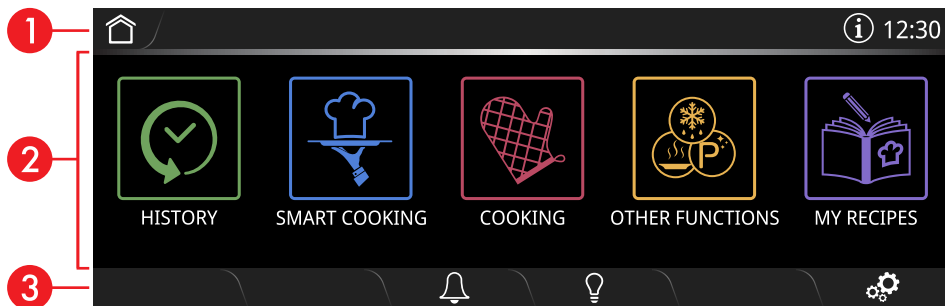 1
12:30
2
HISTORY
SMART COOKING
COOKING
OTHER FUNCTIONS
MY RECIPES
3